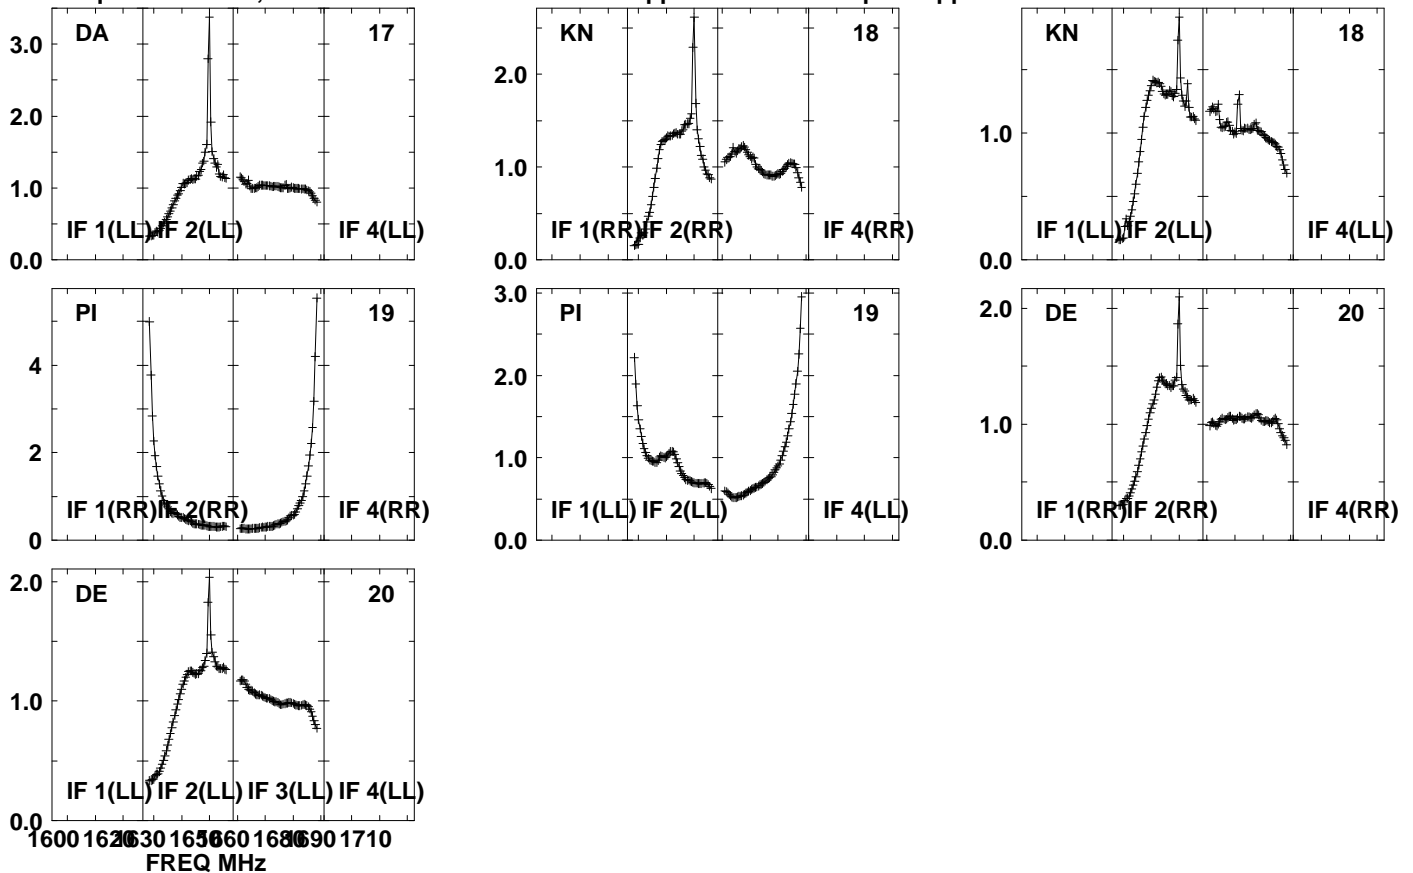 DA 17
3.0
2.0
1.0
0.0
IF 1(LL) IF 2(LL) IF 4(LL)
KN 18
2.0
1.0
0.0
IF 1(RR) IF 2(RR) IF 4(RR)
KN 18
1.0
0.0
IF 1(LL) IF 2(LL) IF 4(LL)
PI 19
4
2
0
IF 1(RR) IF 2(RR) IF 4(RR)
PI 19
3.0
2.0
1.0
0.0
IF 1(LL) IF 2(LL) IF 4(LL)
DE 20
2.0
1.0
0.0
IF 1(RR) IF 2(RR) IF 4(RR)
DE 20
2.0
1.0
0.0
IF 1(LL) IF 2(LL) IF 3(LL) IF 4(LL)
1600 1620 1630 1650 1660 1680 1690 1710
FREQ MHz